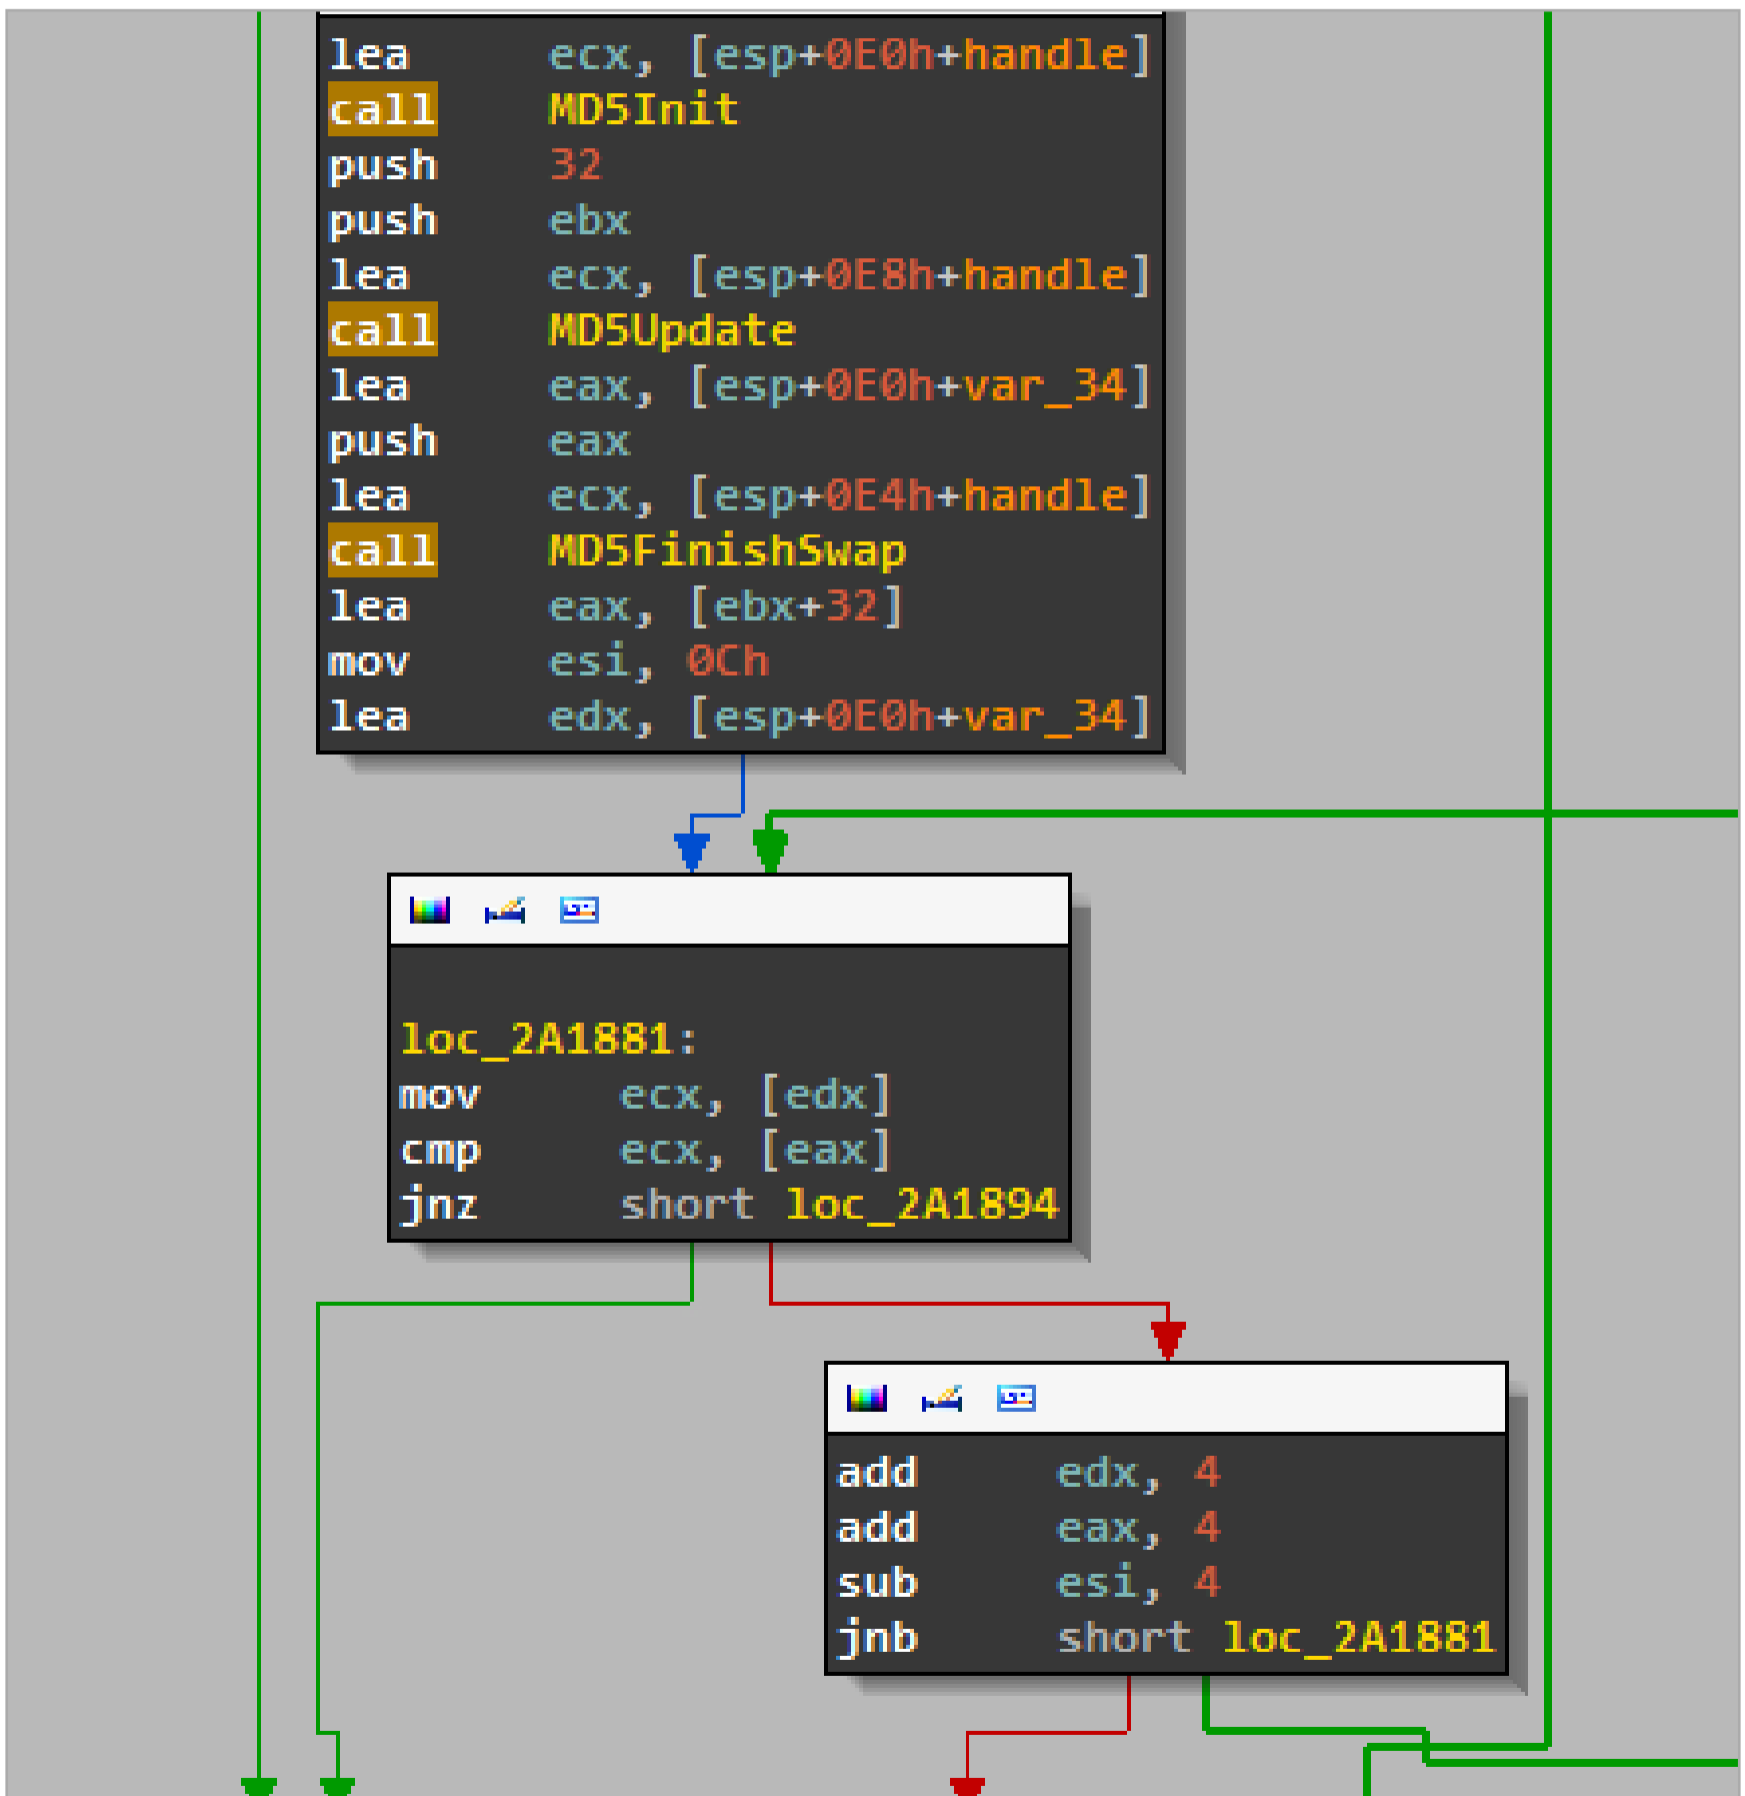 lea ecx, [esp+0E0h+handle]
call MD5Init
push 32
push ebx
lea ecx, [esp+0E8h+handle]
call MD5Update
lea eax, [esp+0E0h+var_34]
push eax
lea ecx, [esp+0E4h+handle]
call MD5FinishSwap
lea eax, [ebx+32]
mov esi, 0Ch
lea edx, [esp+0E0h+var_34]
loc_2A1881:
mov ecx, [edx]
cmp ecx, [eax]
jnz short loc_2A1894
add edx, 4
add eax, 4
sub esi, 4
jnb short loc_2A1881